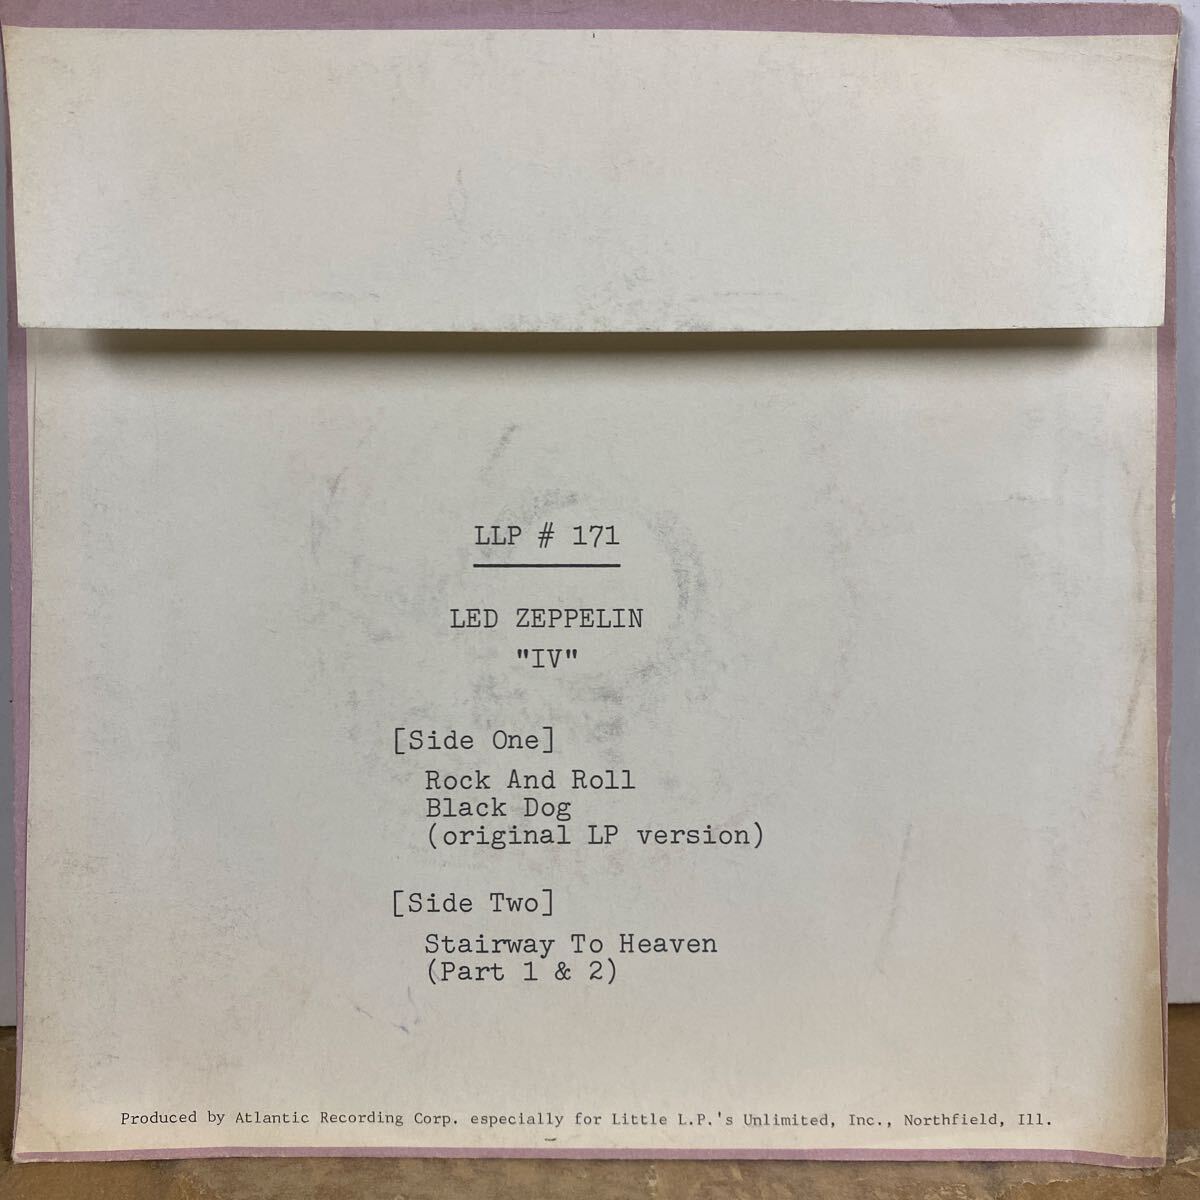 LLP # 171
LED ZEPPELIN
"IV"
[Side One]
Rock And Roll
Black Dog
(original LP version)
[Side Two]
Stairway To Heaven
(Part 1 & 2)
Produced by Atlantic Recording Corp. especially for Little L.P.'s Unlimited, Inc., Northfield, Ill.